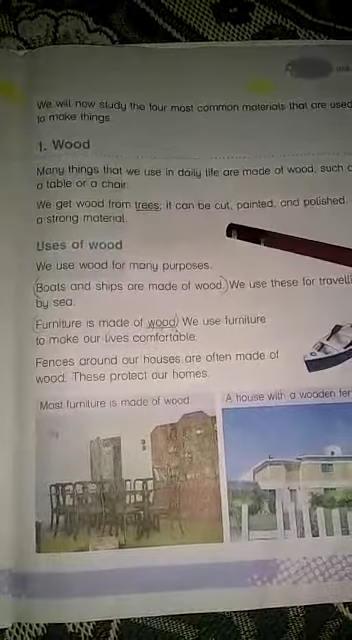 We will now study the four most common materials that are used
to make things.
1. Wood
Many things that we use in daily life are made of wood, such
a table or a chair.
We get wood from trees; it can be cut, painted, and polished.
a strong material.
Uses of wood
We use wood for many purposes.
Boats and ships are made of wood. We use these for travelli
by sea.
Furniture is made of wood. We use furniture
to make our lives comfortable.
Fences around our houses are often made of
wood. These protect our homes.
Most furniture is made of wood.
A house with a wooden fen